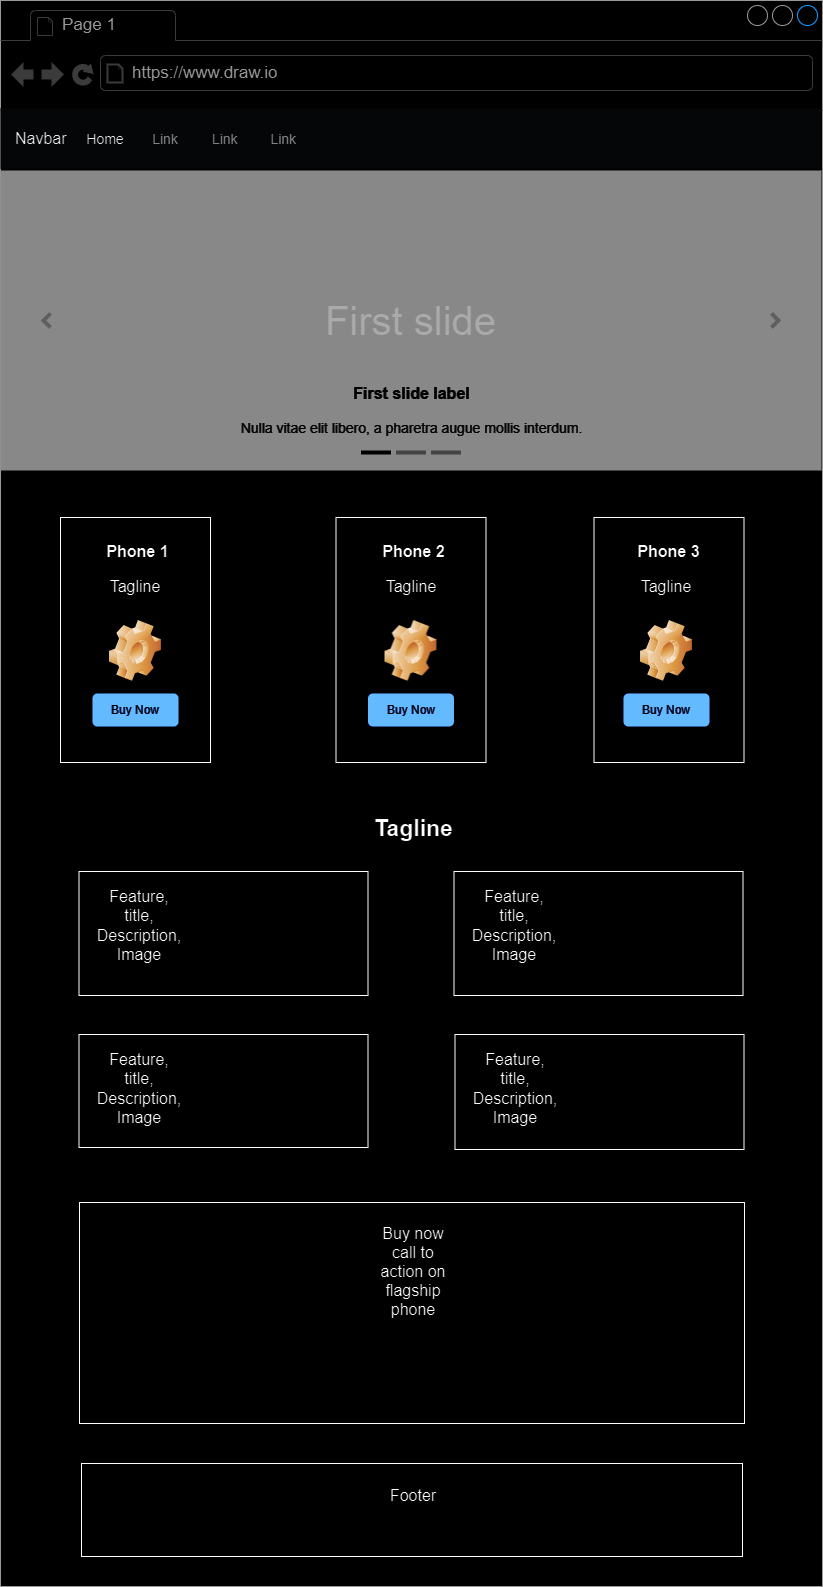 Page 1
https://www.draw.io
Navbar Home Link Link Link
First slide
First slide label
Nulla vitae elit libero, a pharetra augue mollis interdum.
Phone 1
Tagline
Buy Now
Phone 2
Tagline
Buy Now
Phone 3
Tagline
Buy Now
Tagline
Feature,
title,
Description,
Image
Feature,
title,
Description,
Image
Feature,
title,
Description,
Image
Feature,
title,
Description,
Image
Buy now
call to
action on
flagship
phone
Footer